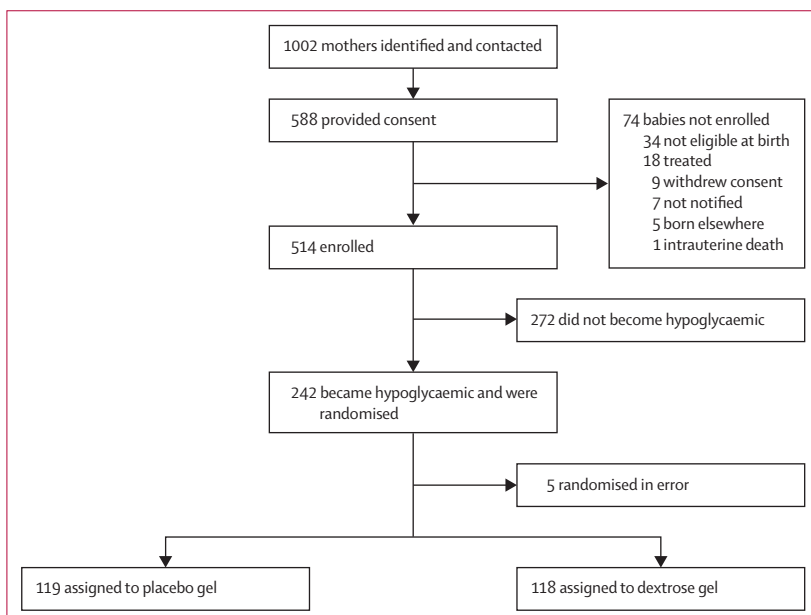 1002 mothers identified and contacted
588 provided consent
74 babies not enrolled
34 not eligible at birth
18 treated
9 withdrew consent
7 not notified
5 born elsewhere
1 intrauterine death
514 enrolled
272 did not become hypoglycaemic
242 became hypoglycaemic and were
randomised
5 randomised in error
119 assigned to placebo gel
118 assigned to dextrose gel